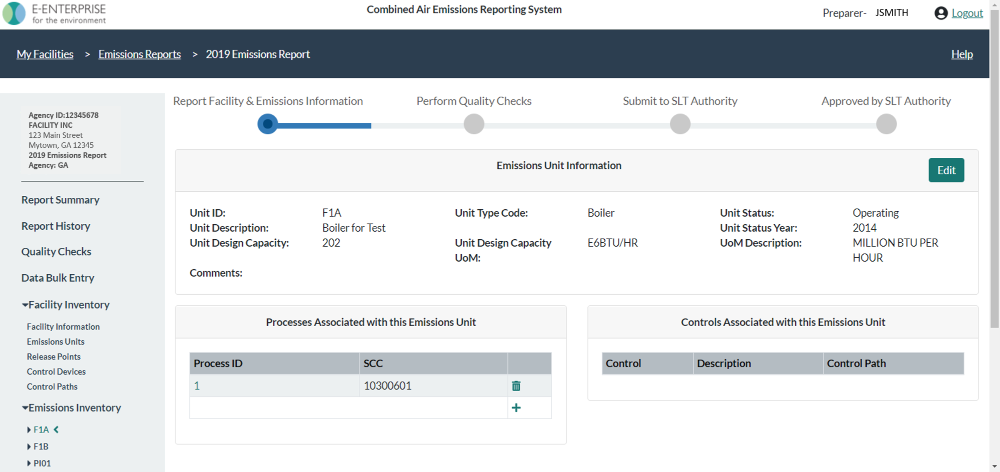 E-ENTERPRISE
for the environment
Combined Air Emissions Reporting System
Preparer- JSMITH
Logout
My Facilities > Emissions Reports > 2019 Emissions Report
Help
Agency ID:12345678
FACILITY INC
123 Main Street
Mytown, GA 12345
2019 Emissions Report
Agency: GA
Report Summary
Report History
Quality Checks
Data Bulk Entry
Facility Inventory
Facility Information
Emissions Units
Release Points
Control Devices
Control Paths
Emissions Inventory
F1A
F1B
PI01
Report Facility & Emissions Information
Perform Quality Checks
Submit to SLT Authority
Approved by SLT Authority
Emissions Unit Information
Edit
Unit ID: F1A Unit Type Code: Boiler Unit Status: Operating
Unit Description: Boiler for Test Unit Status Year: 2014
Unit Design Capacity: 202 Unit Design Capacity E6BTU/HR UoM Description: MILLION BTU PER
UoM: HOUR
Comments:
Processes Associated with this Emissions Unit
Process ID SCC
1 10300601
Controls Associated with this Emissions Unit
Control Description Control Path